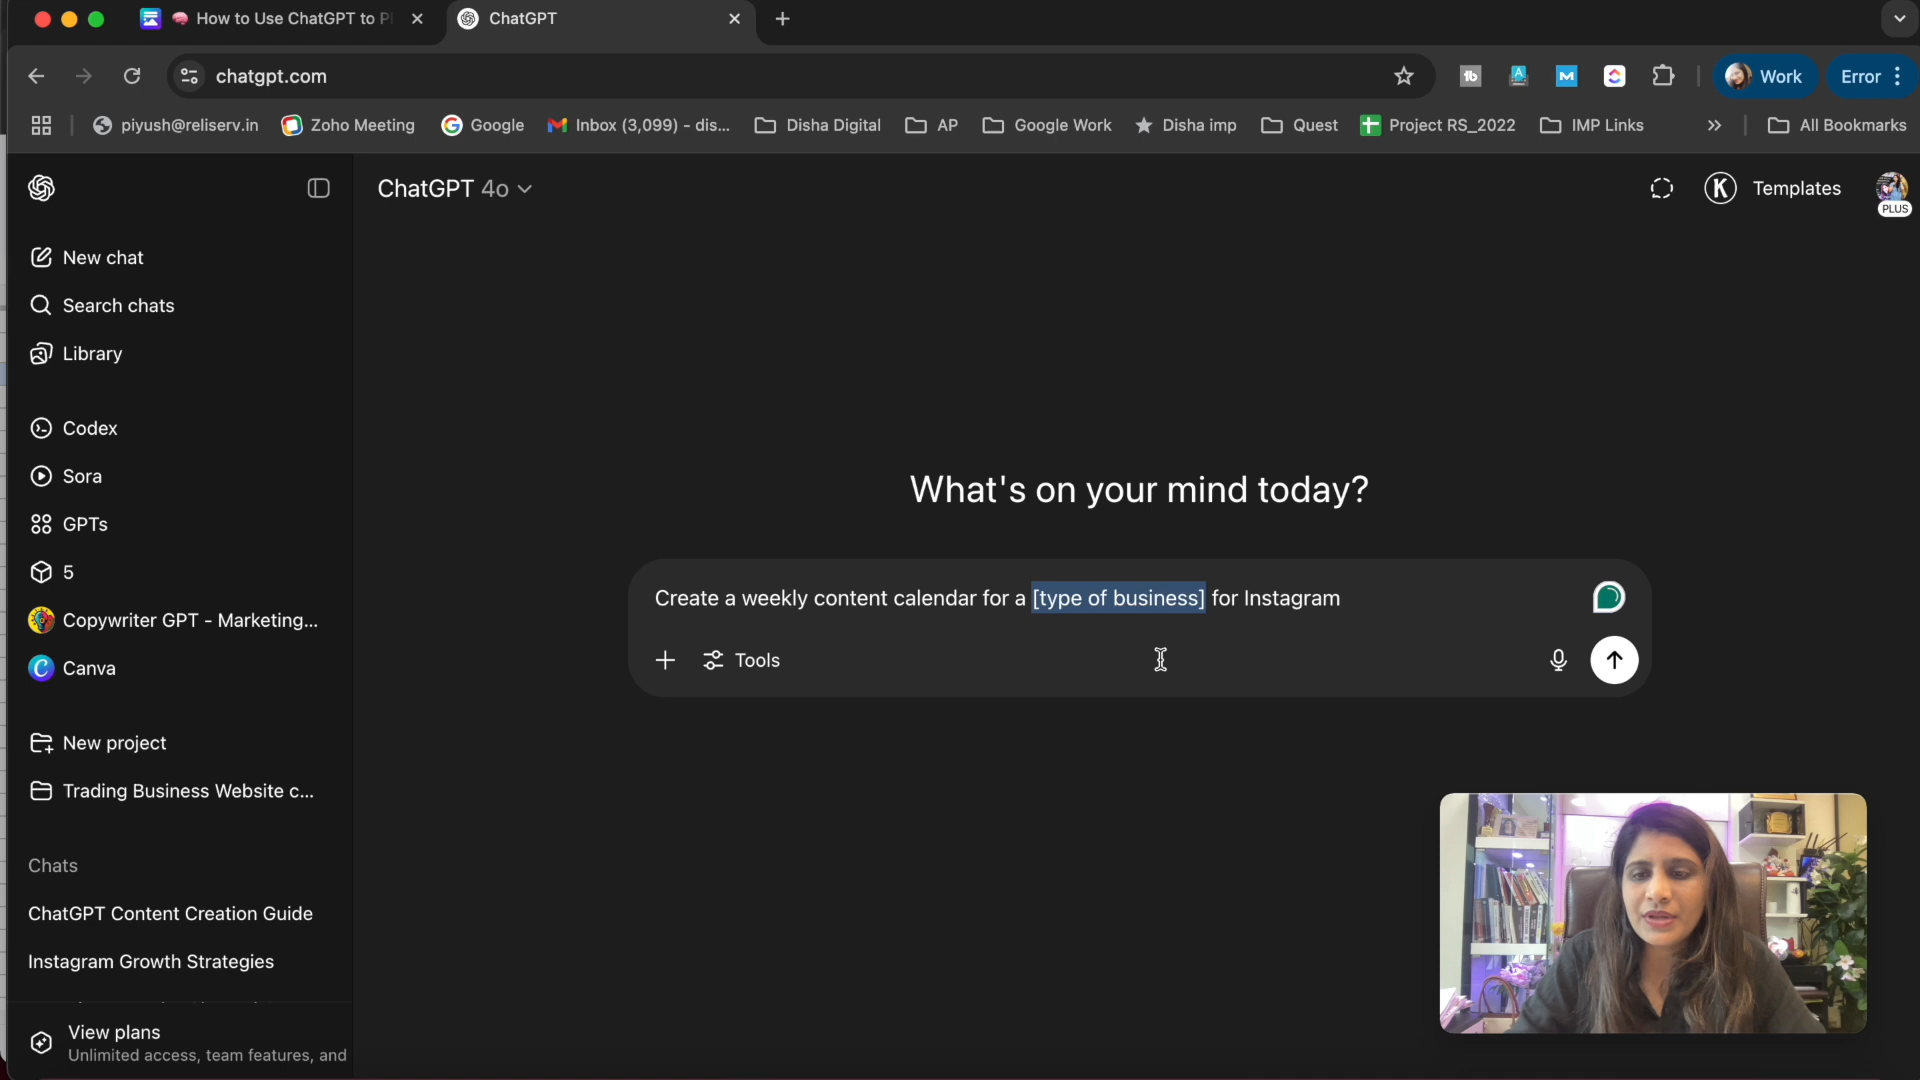 How to Use ChatGPT to Pl
ChatGPT
chatgpt.com
Work
Error
piyush@reliserv.in
Zoho Meeting
Google
Inbox (3,099) - dis...
Disha Digital
AP
Google Work
Disha imp
Quest
Project RS_2022
IMP Links
All Bookmarks
ChatGPT 4o
Templates
PLUS
New chat
Search chats
Library
Codex
Sora
GPTs
5
Copywriter GPT - Marketing...
Canva
New project
Trading Business Website c...
Chats
ChatGPT Content Creation Guide
Instagram Growth Strategies
View plans
Unlimited access, team features, and
What's on your mind today?
Create a weekly content calendar for a [type of business] for Instagram
Tools